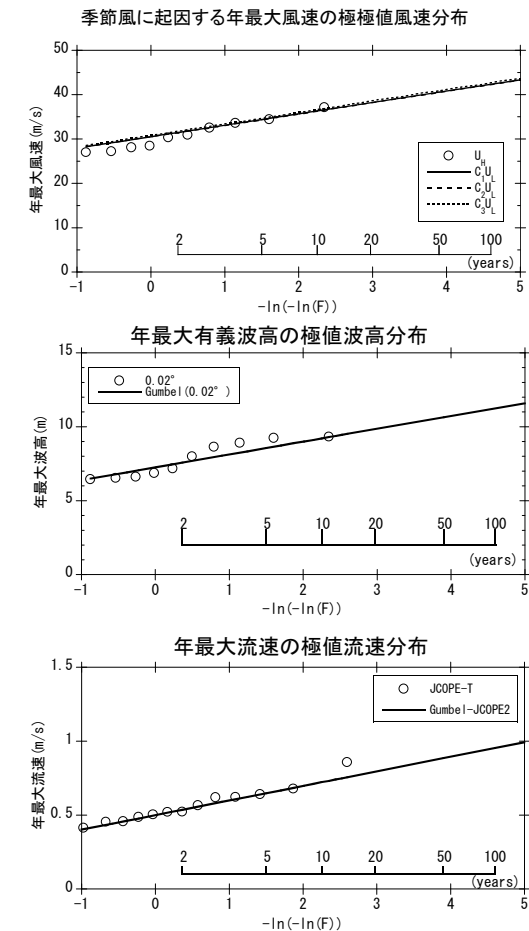 季節風に起因する年最大風速の極極値風速分布
50
40
30
20
10
0
年最大風速(m/s)
U_H
C_1U_L
C_2U_L
C_3U_L
2 5 10 20 50 100
(years)
-1 0 1 2 3 4 5
-ln(-ln(F))
年最大有義波高の極値波高分布
15
10
5
0
年最大波高(m)
0.02°
Gumbel(0.02° )
2 5 10 20 50 100
(years)
-1 0 1 2 3 4 5
-ln(-ln(F))
年最大流速の極値流速分布
1.5
1
0.5
0
年最大流速(m/s)
JCOPE-T
Gumbel-JCOPE2
2 5 10 20 50 100
(years)
-1 0 1 2 3 4 5
-ln(-ln(F))